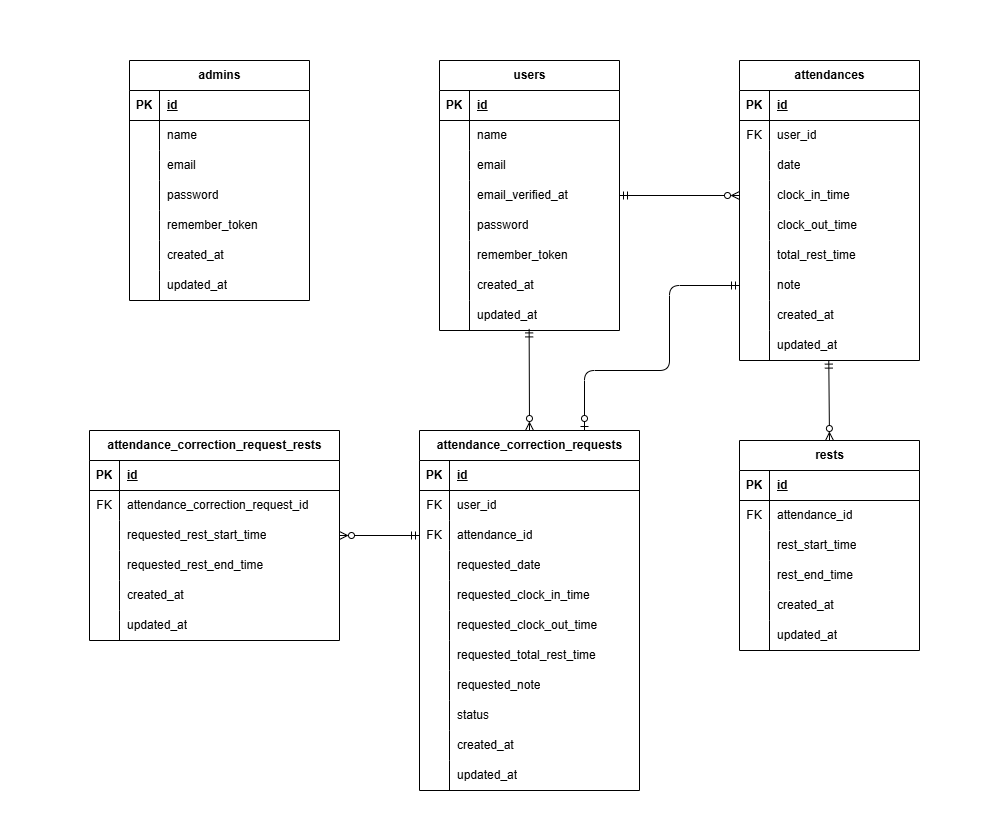 admins
PK id
name
email
password
remember_token
created_at
updated_at
users
PK id
name
email
email_verified_at
password
remember_token
created_at
updated_at
attendances
PK id
FK user_id
date
clock_in_time
clock_out_time
total_rest_time
note
created_at
updated_at
attendance_correction_request_rests
PK id
FK attendance_correction_request_id
requested_rest_start_time
requested_rest_end_time
created_at
updated_at
attendance_correction_requests
PK id
FK user_id
FK attendance_id
requested_date
requested_clock_in_time
requested_clock_out_time
requested_total_rest_time
requested_note
status
created_at
updated_at
rests
PK id
FK attendance_id
rest_start_time
rest_end_time
created_at
updated_at